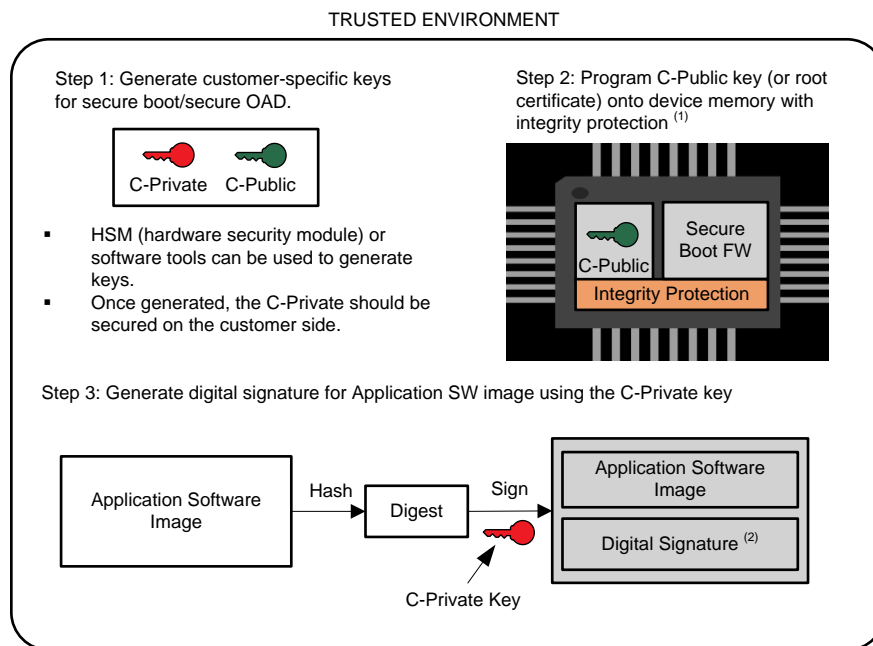 TRUSTED ENVIRONMENT
Step 1: Generate customer-specific keys
for secure boot/secure OAD.
C-Private
C-Public
▪ HSM (hardware security module) or
software tools can be used to generate
keys.
▪ Once generated, the C-Private should be
secured on the customer side.
Step 2: Program C-Public key (or root
certificate) onto device memory with
integrity protection (1)
C-Public
Secure
Boot FW
Integrity Protection
Step 3: Generate digital signature for Application SW image using the C-Private key
Application Software
Image
Hash
Digest
Sign
C-Private Key
Application Software
Image
Digital Signature (2)